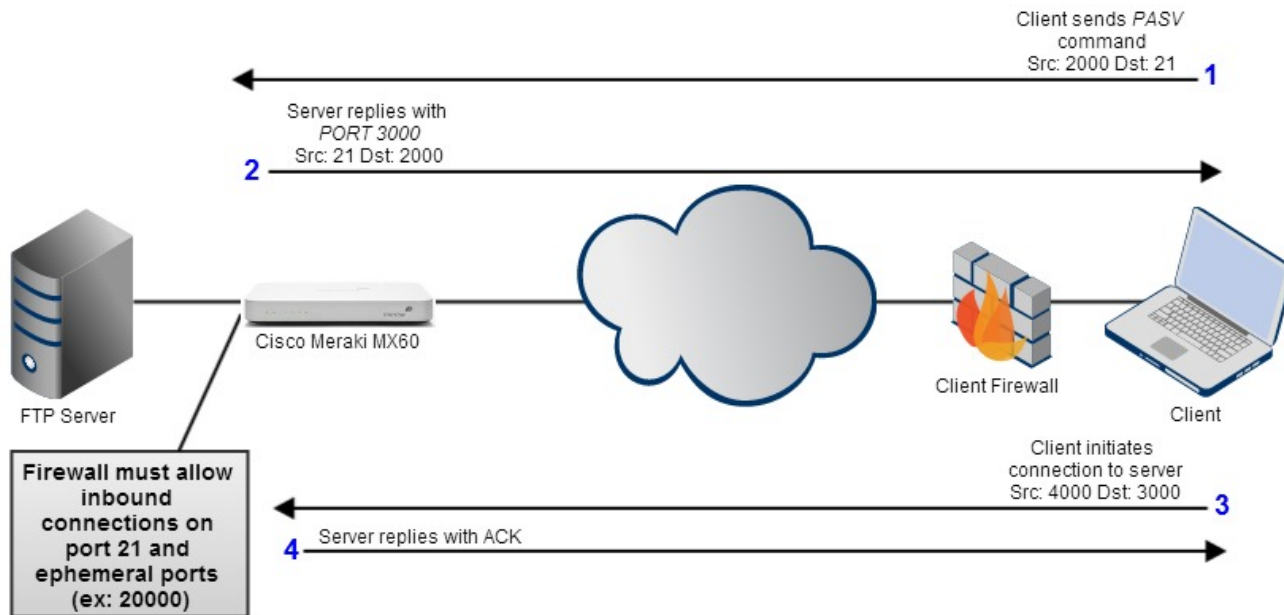 Client sends PASV
command
Src: 2000 Dst: 21
1
Server replies with
PORT 3000
Src: 21 Dst: 2000
2
FTP Server
Cisco Meraki MX60
Client Firewall
Client
Firewall must allow
inbound
connections on
port 21 and
ephemeral ports
(ex: 20000)
Client initiates
connection to server
Src: 4000 Dst: 3000
3
4
Server replies with ACK